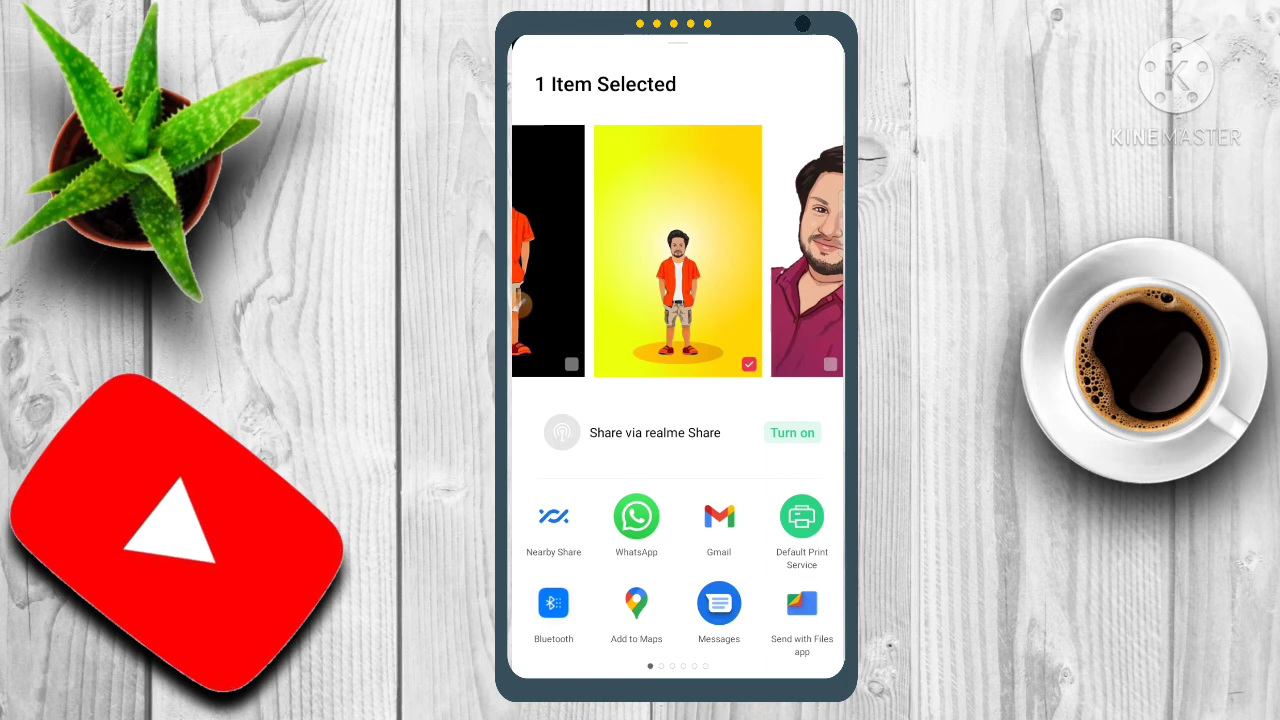 1 Item Selected
KINEMASTER
Share via realme Share
Turn on
Nearby Share
WhatsApp
Gmail
Default Print
Service
Bluetooth
Add to Maps
Messages
Send with Files
app